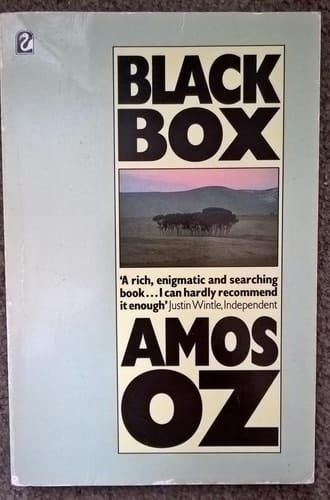 BLACK
BOX
'A rich, enigmatic and searching
book...I can hardly recommend
it enough' Justin Wintle, Independent
AMOS
OZ